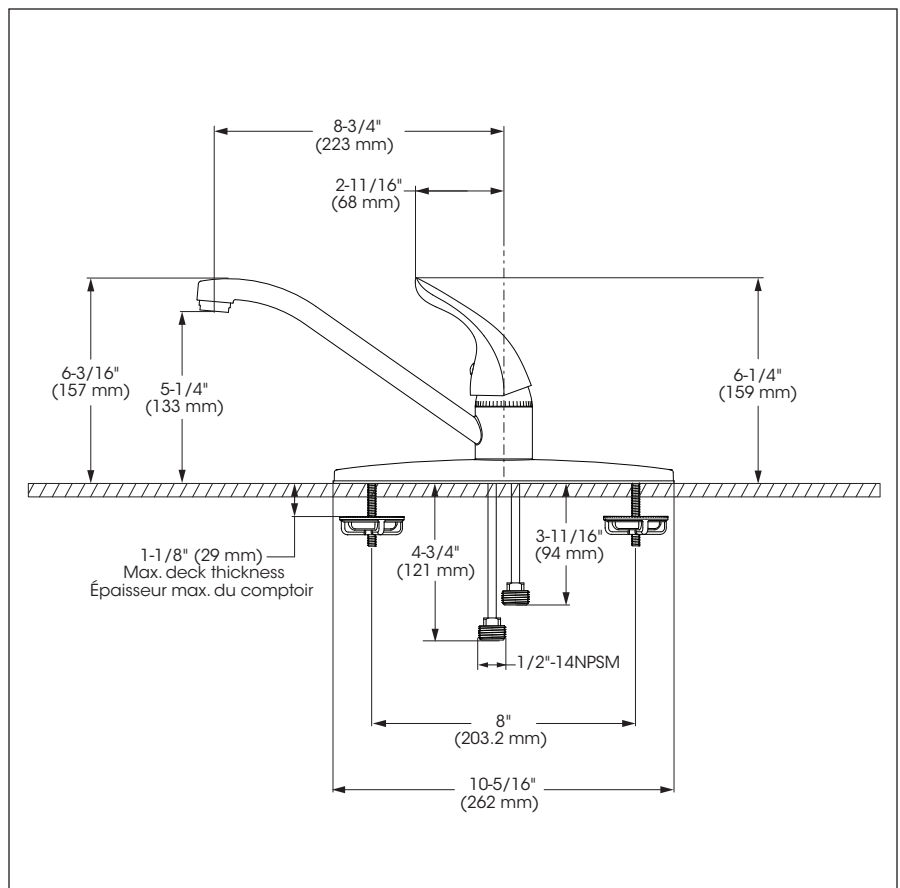 8-3/4"
(223 mm)
2-11/16"
(68 mm)
6-3/16"
(157 mm)
5-1/4"
(133 mm)
6-1/4"
(159 mm)
1-1/8" (29 mm)
Max. deck thickness
Épaisseur max. du comptoir
4-3/4"
(121 mm)
3-11/16"
(94 mm)
1/2"-14NPSM
8"
(203.2 mm)
10-5/16"
(262 mm)